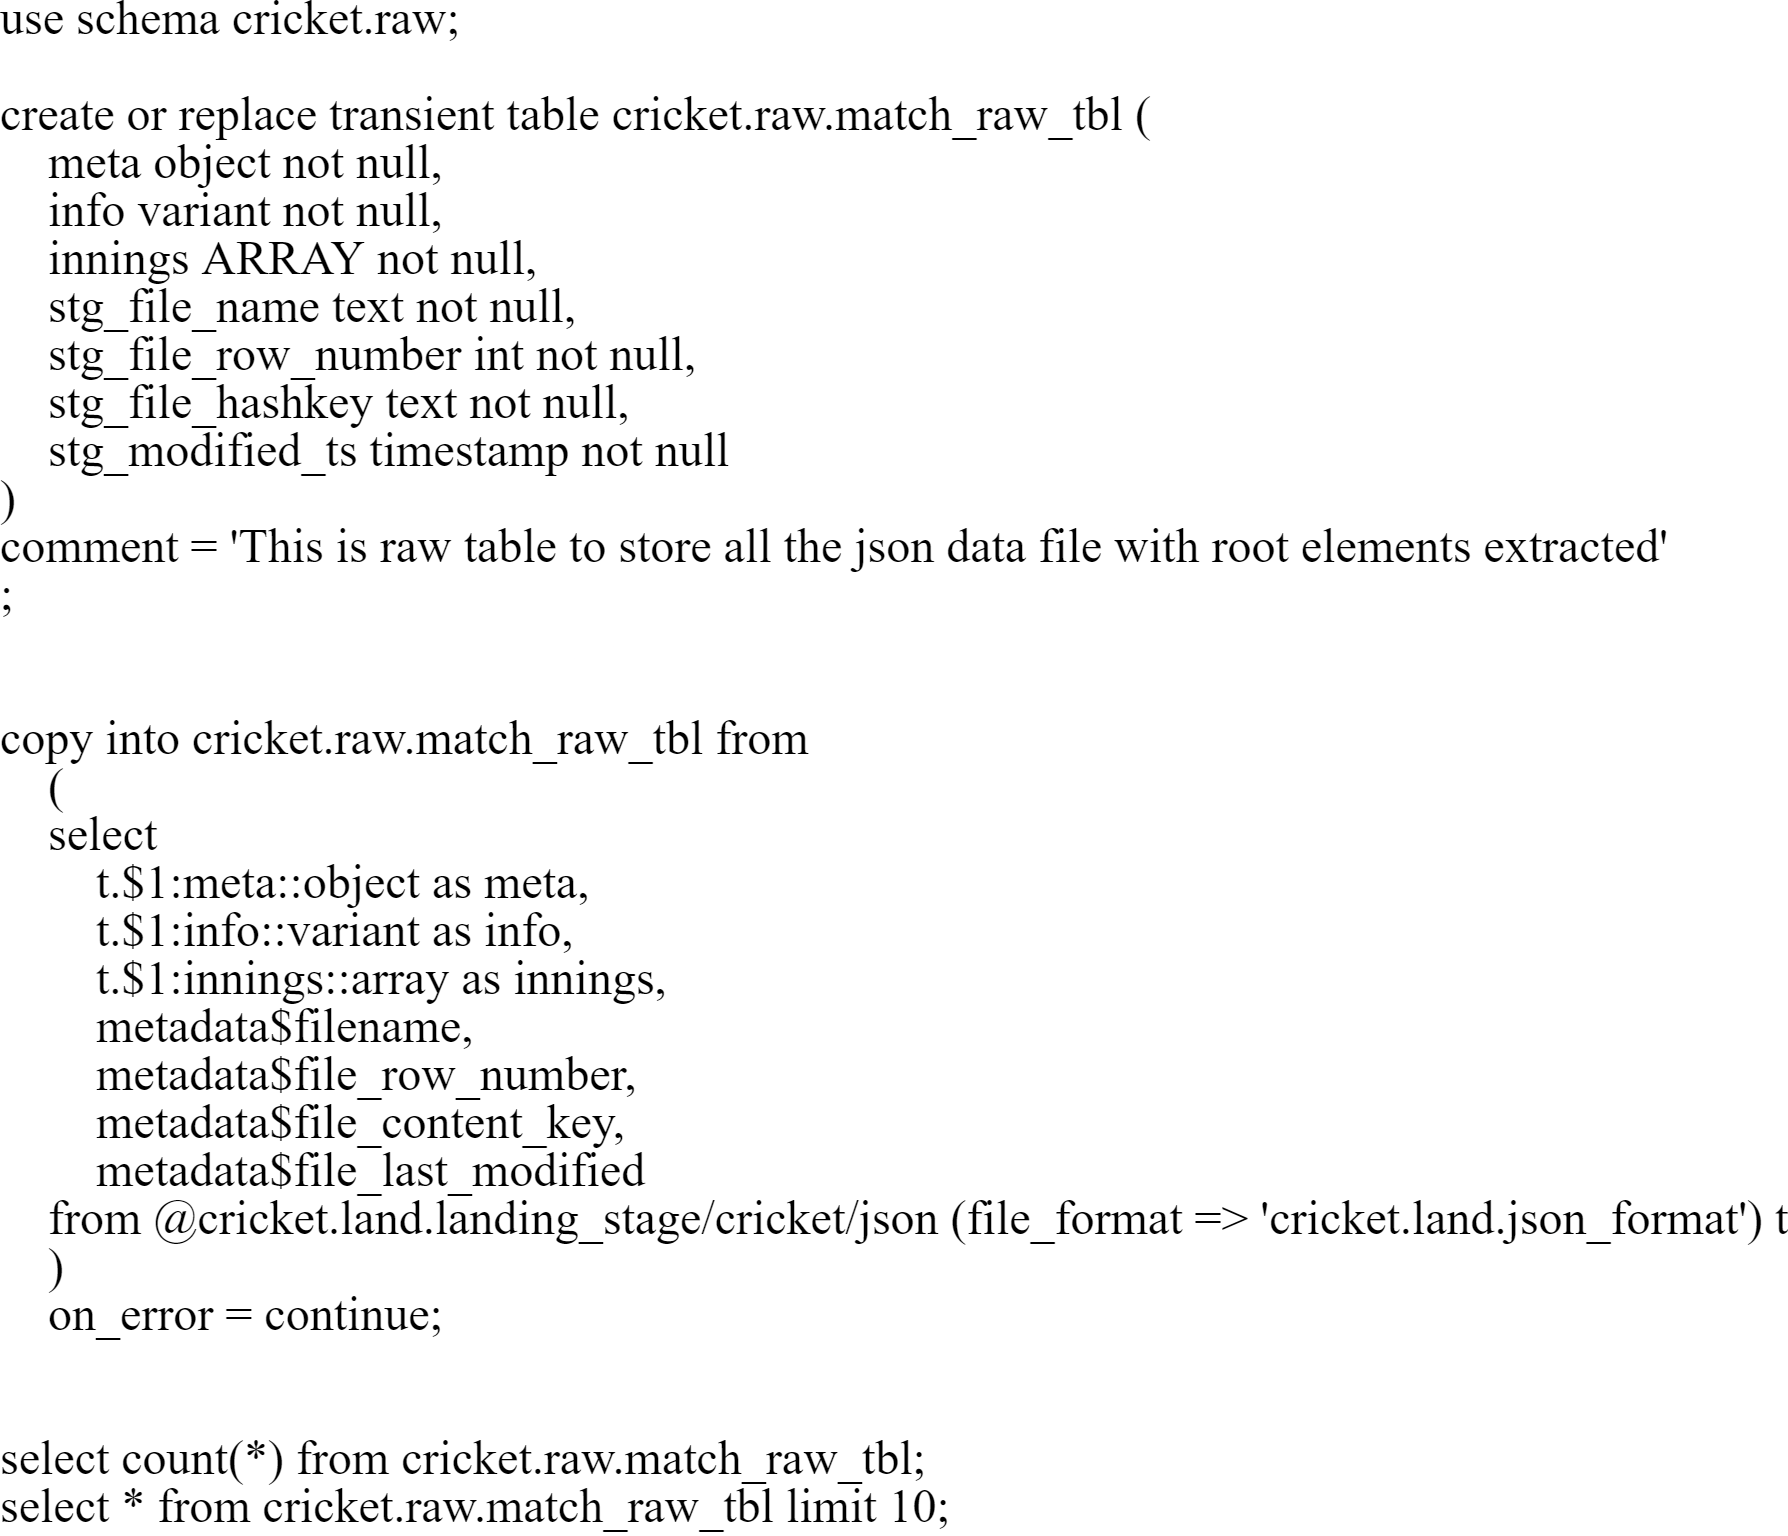 use schema cricket.raw;
create or replace transient table cricket.raw.match_raw_tbl (
meta object not null,
info variant not null,
innings ARRAY not null,
stg_file_name text not null,
stg_file_row_number int not null,
stg_file_hashkey text not null,
stg_modified_ts timestamp not null
)
comment = 'This is raw table to store all the json data file with root elements extracted'
;
copy into cricket.raw.match_raw_tbl from
(
select
t.$1:meta::object as meta,
t.$1:info::variant as info,
t.$1:innings::array as innings,
metadata$filename,
metadata$file_row_number,
metadata$file_content_key,
metadata$file_last_modified
from @cricket.land.landing_stage/cricket/json (file_format => 'cricket.land.json_format') t
)
on_error = continue;
select count(*) from cricket.raw.match_raw_tbl;
select * from cricket.raw.match_raw_tbl limit 10;